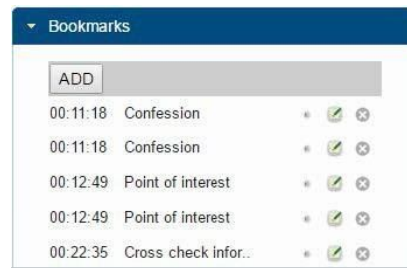 Bookmarks
ADD
00:11:18 Confession
00:11:18 Confession
00:12:49 Point of interest
00:12:49 Point of interest
00:22:35 Cross check infor..